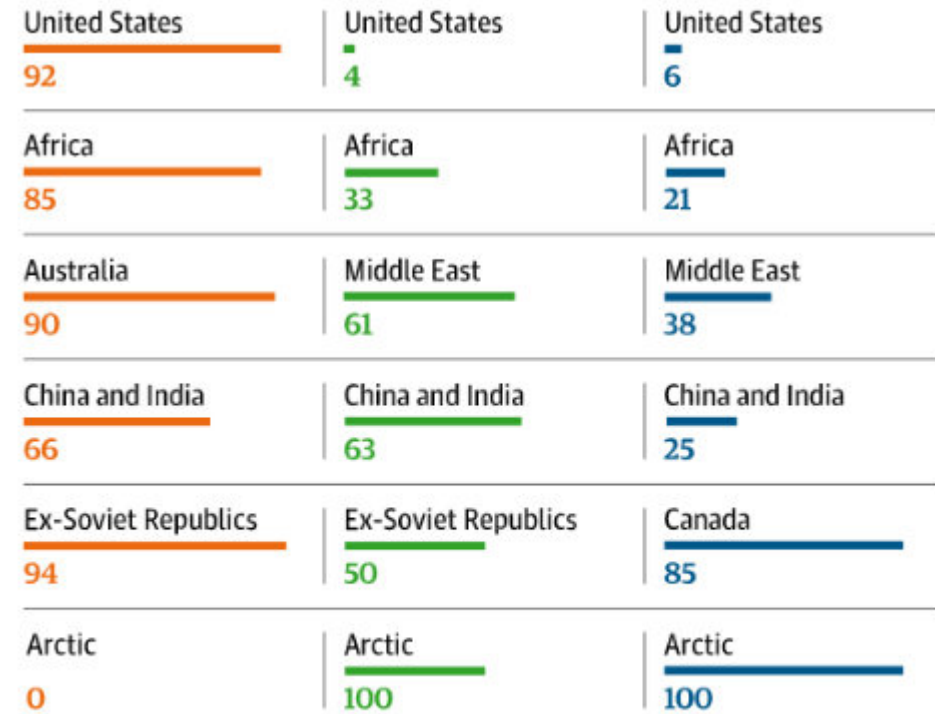 United States
92
United States
4
United States
6
Africa
85
Africa
33
Africa
21
Australia
90
Middle East
61
Middle East
38
China and India
66
China and India
63
China and India
25
Ex-Soviet Republics
94
Ex-Soviet Republics
50
Canada
85
Arctic
0
Arctic
100
Arctic
100